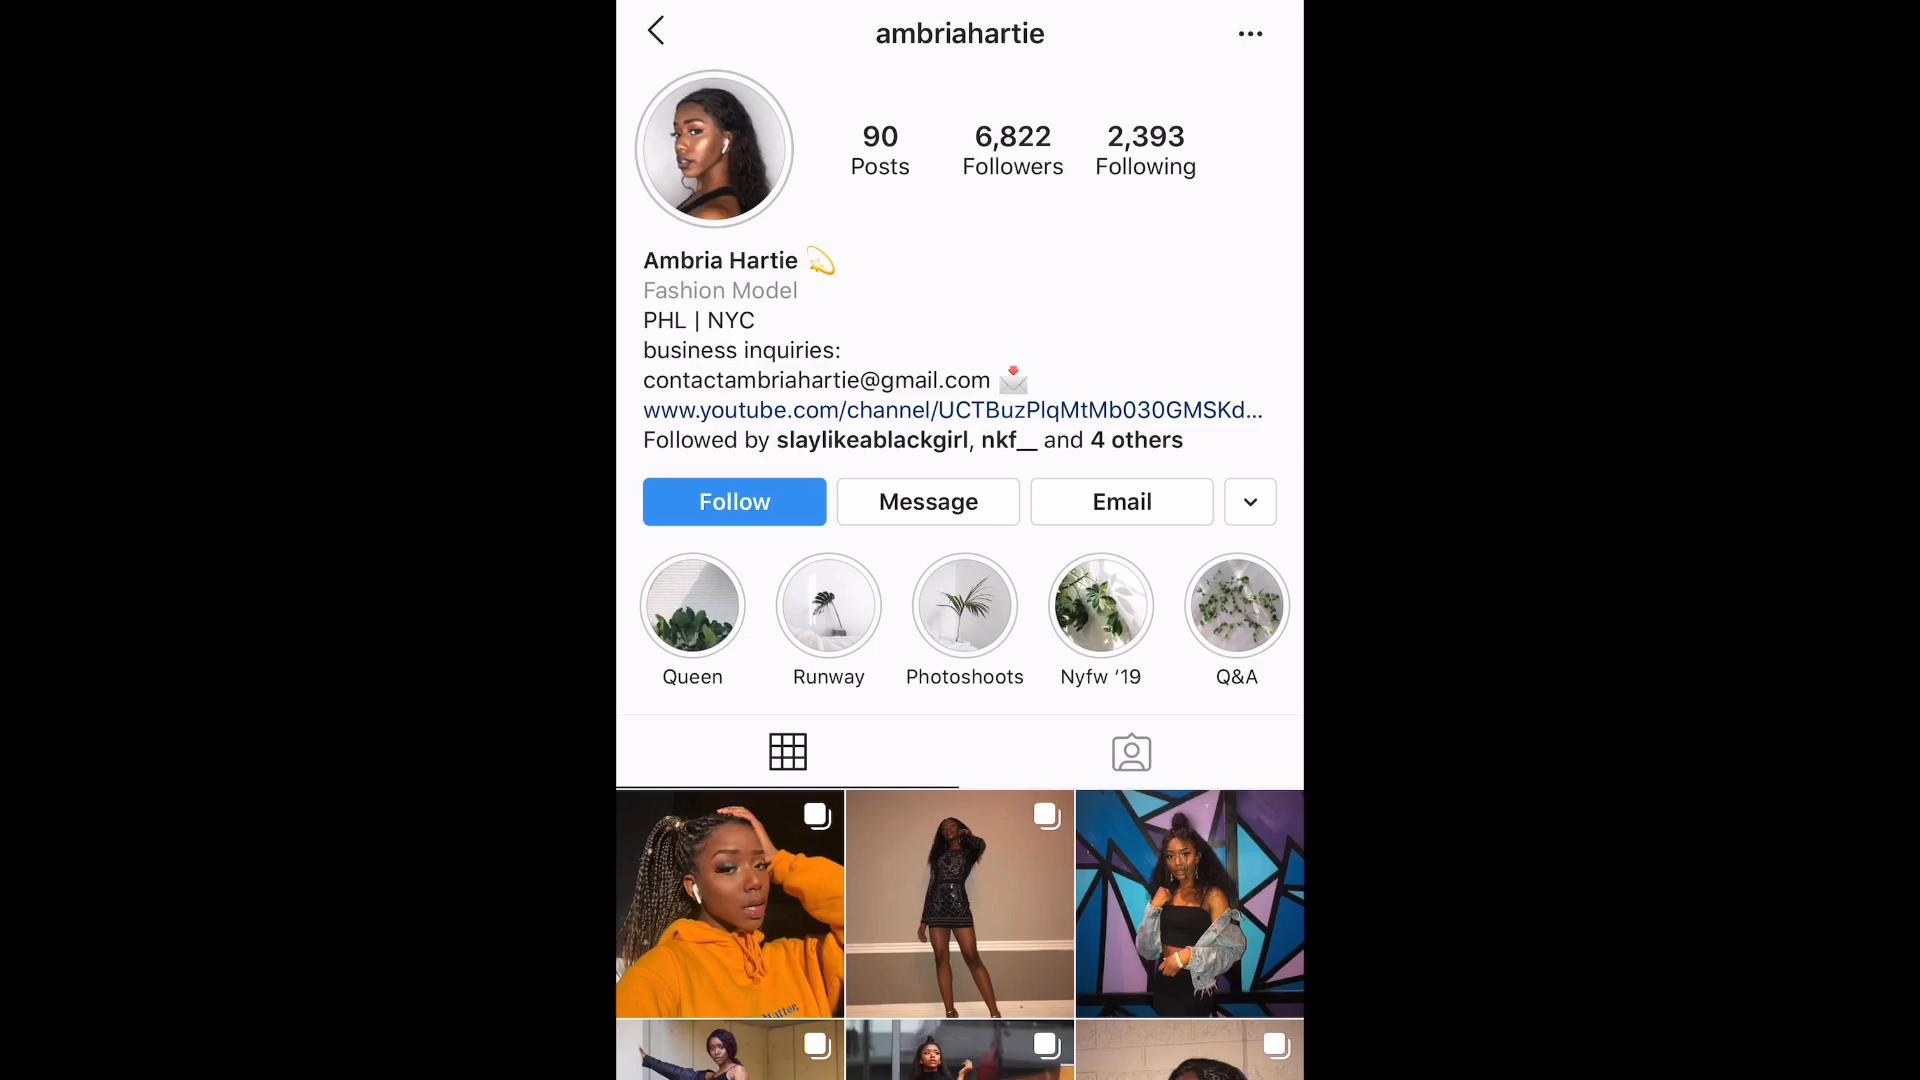 ambriahartie
90 6,822 2,393
Posts Followers Following
Ambria Hartie
Fashion Model
PHL | NYC
business inquiries:
contactambriahartie@gmail.com
www.youtube.com/channel/UCTBuzPlqMtMb030GMSKd...
Followed by slaylikeablackgirl, nkf__ and 4 others
Follow Message Email
Queen Runway Photoshoots Nyfw ‘19 Q&A
Matter,